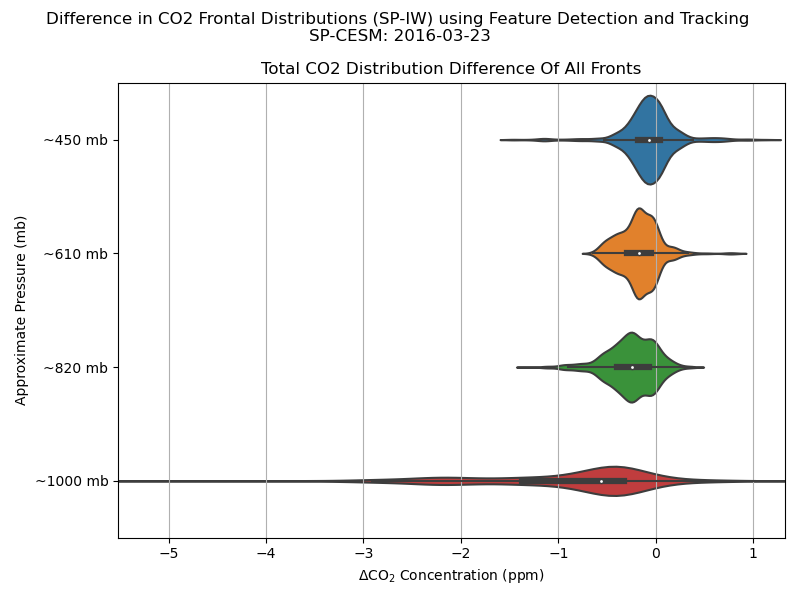 Difference in CO2 Frontal Distributions (SP-IW) using Feature Detection and Tracking
SP-CESM: 2016-03-23
Total CO2 Distribution Difference Of All Fronts
Approximate Pressure (mb)
~450 mb
~610 mb
~820 mb
~1000 mb
−5 −4 −3 −2 −1 0 1
ΔCO₂ Concentration (ppm)